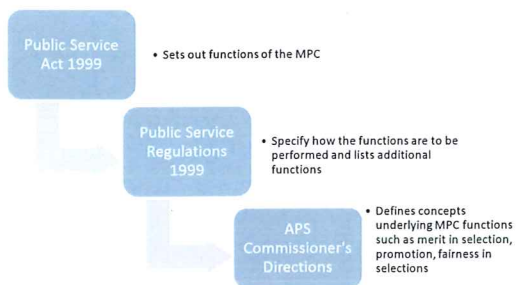 Public Service
Act 1999
• Sets out functions of the MPC
Public Service
Regulations
1999
• Specify how the functions are to be
performed and lists additional
functions
APS
Commissioner's
Directions
• Defines concepts
underlying MPC functions
such as merit in selection,
promotion, fairness in
selections